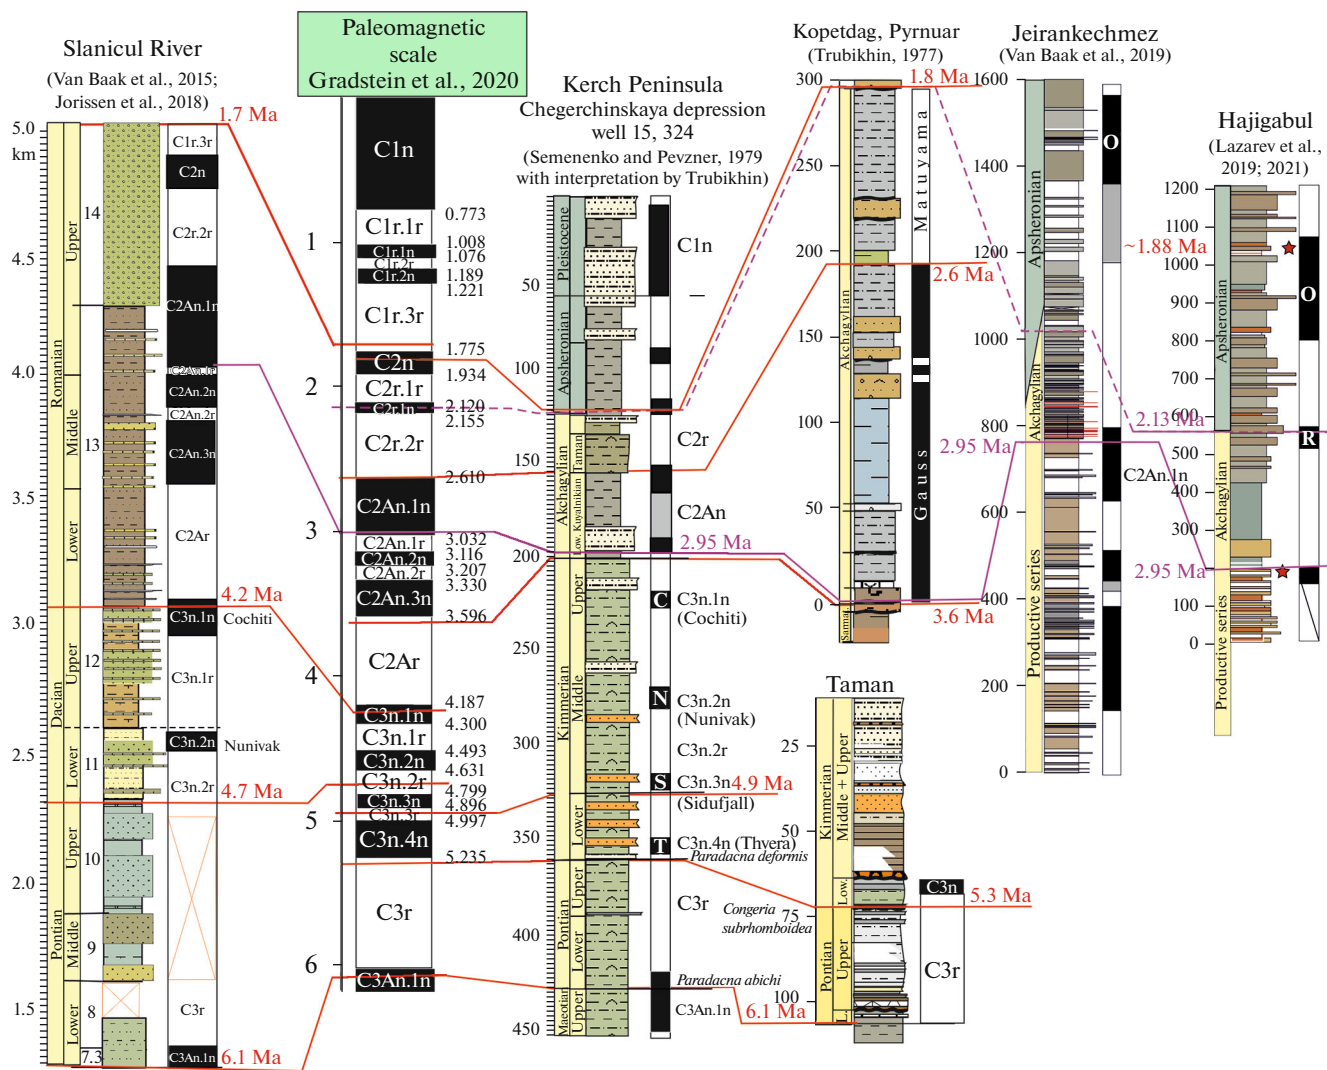 Slanicul River
(Van Baak et al., 2015;
Jorissen et al., 2018)
5.0
km
4.5
4.0
3.5
3.0
2.5
2.0
1.5
Upper
Romanian
Middle
Lower
Dacian
Upper
Lower
Pontian
Upper
Middle
Lower
14
13
12
11
10
9
8
7.3
1.7 Ma
C1r.3r
C2n
C2r.2r
C2An.1n
C2An.1r
C2An.2n
C2An.2r
C2An.3n
C2Ar
4.2 Ma
C3n.1n
Cochiti
C3n.1r
C3n.2n
Nunivak
C3n.2r
4.7 Ma
C3r
C3An.1n
6.1 Ma
Paleomagnetic
scale
Gradstein et al., 2020
1
2
3
4
5
6
C1n
C1r.1r
C1r.1n
C1r.2r
C1r.2n
C1r.3r
C2n
C2r.1r
C2r.1n
C2r.2r
C2An.1n
C2An.1r
C2An.2n
C2An.2r
C2An.3n
C2Ar
C3n.1n
C3n.1r
C3n.2n
C3n.2r
C3n.3n
C3n.3r
C3n.4n
C3r
C3An.1n
0.773
1.008
1.076
1.189
1.221
1.775
1.934
2.120
2.155
2.610
3.032
3.116
3.207
3.330
3.596
4.187
4.300
4.493
4.631
4.799
4.896
4.997
5.235
Kerch Peninsula
Chegerchinskaya depression
well 15, 324
(Semenenko and Pevzner, 1979
with interpretation by Trubikhin)
50
100
150
200
250
300
350
400
450
Pleistocene
Apsheronian
Akchagylian
Taman
Low. Kuyalnikian
Kimmerian
Upper
Middle
Lower
Pontian
Upper
Lower
Maeotian
Upper
C1n
C2r
C2An
2.95 Ma
C
C3n.1n
(Cochiti)
N
C3n.2n
(Nunivak)
C3n.2r
S
C3n.3n
4.9 Ma
(Sidufjall)
T
C3n.4n (Thvera)
Paradacna deformis
C3r
Congeria
subrhomboidea
Paradacna abichi
C3An.1n
6.1 Ma
Kopetdag, Pyrnuar
(Trubikhin, 1977)
300
250
200
150
100
50
0
Akchagylian
Sarmat.
1.8 Ma
Matuyama
2.6 Ma
Gauss
3.6 Ma
Taman
25
50
75
100
Kimmerian
Middle + Upper
Low.
Pontian
Upper
L.
C3n
5.3 Ma
C3r
Jeirankechmez
(Van Baak et al., 2019)
1600
1400
1200
1000
800
600
400
200
0
Apsheronian
Akchagylian
Productive series
O
2.95 Ma
C2An.1n
Hajigabul
(Lazarev et al.,
2019; 2021)
1200
1100
~1.88 Ma
1000
900
800
700
600
500
400
300
100
0
Apsheronian
Akchagylian
Productive series
O
2.13 Ma
R
2.95 Ma